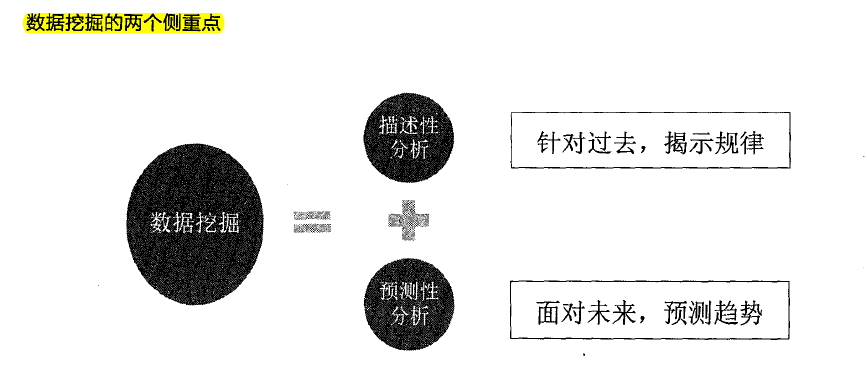 数据挖掘的两个侧重点
描述性
分析
针对过去，揭示规律
数据挖掘
=
+
预测性
分析
面对未来，预测趋势